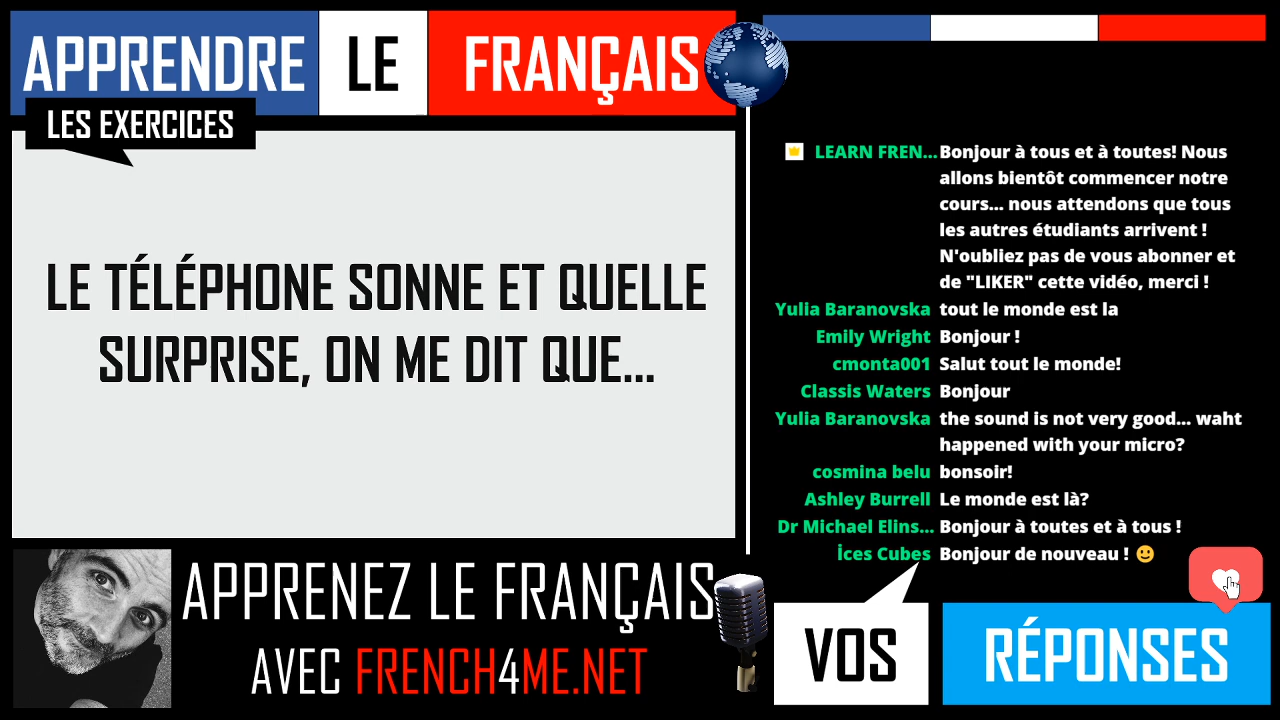 APPRENDRE LE FRANÇAIS
LES EXERCICES
LE TÉLÉPHONE SONNE ET QUELLE
SURPRISE, ON ME DIT QUE...
APPRENEZ LE FRANÇAIS
AVEC FRENCH4ME.NET
LEARN FREN... Bonjour à tous et à toutes! Nous
allons bientôt commencer notre
cours... nous attendons que tous
les autres étudiants arrivent !
N'oubliez pas de vous abonner et
de "LIKER" cette vidéo, merci !
Yulia Baranovska tout le monde est la
Emily Wright Bonjour !
cmonta001 Salut tout le monde!
Classis Waters Bonjour
Yulia Baranovska the sound is not very good... waht
happened with your micro?
cosmina belu bonsoir!
Ashley Burrell Le monde est là?
Dr Michael Elins... Bonjour à toutes et à tous !
İces Cubes Bonjour de nouveau ! 🙂
VOS RÉPONSES